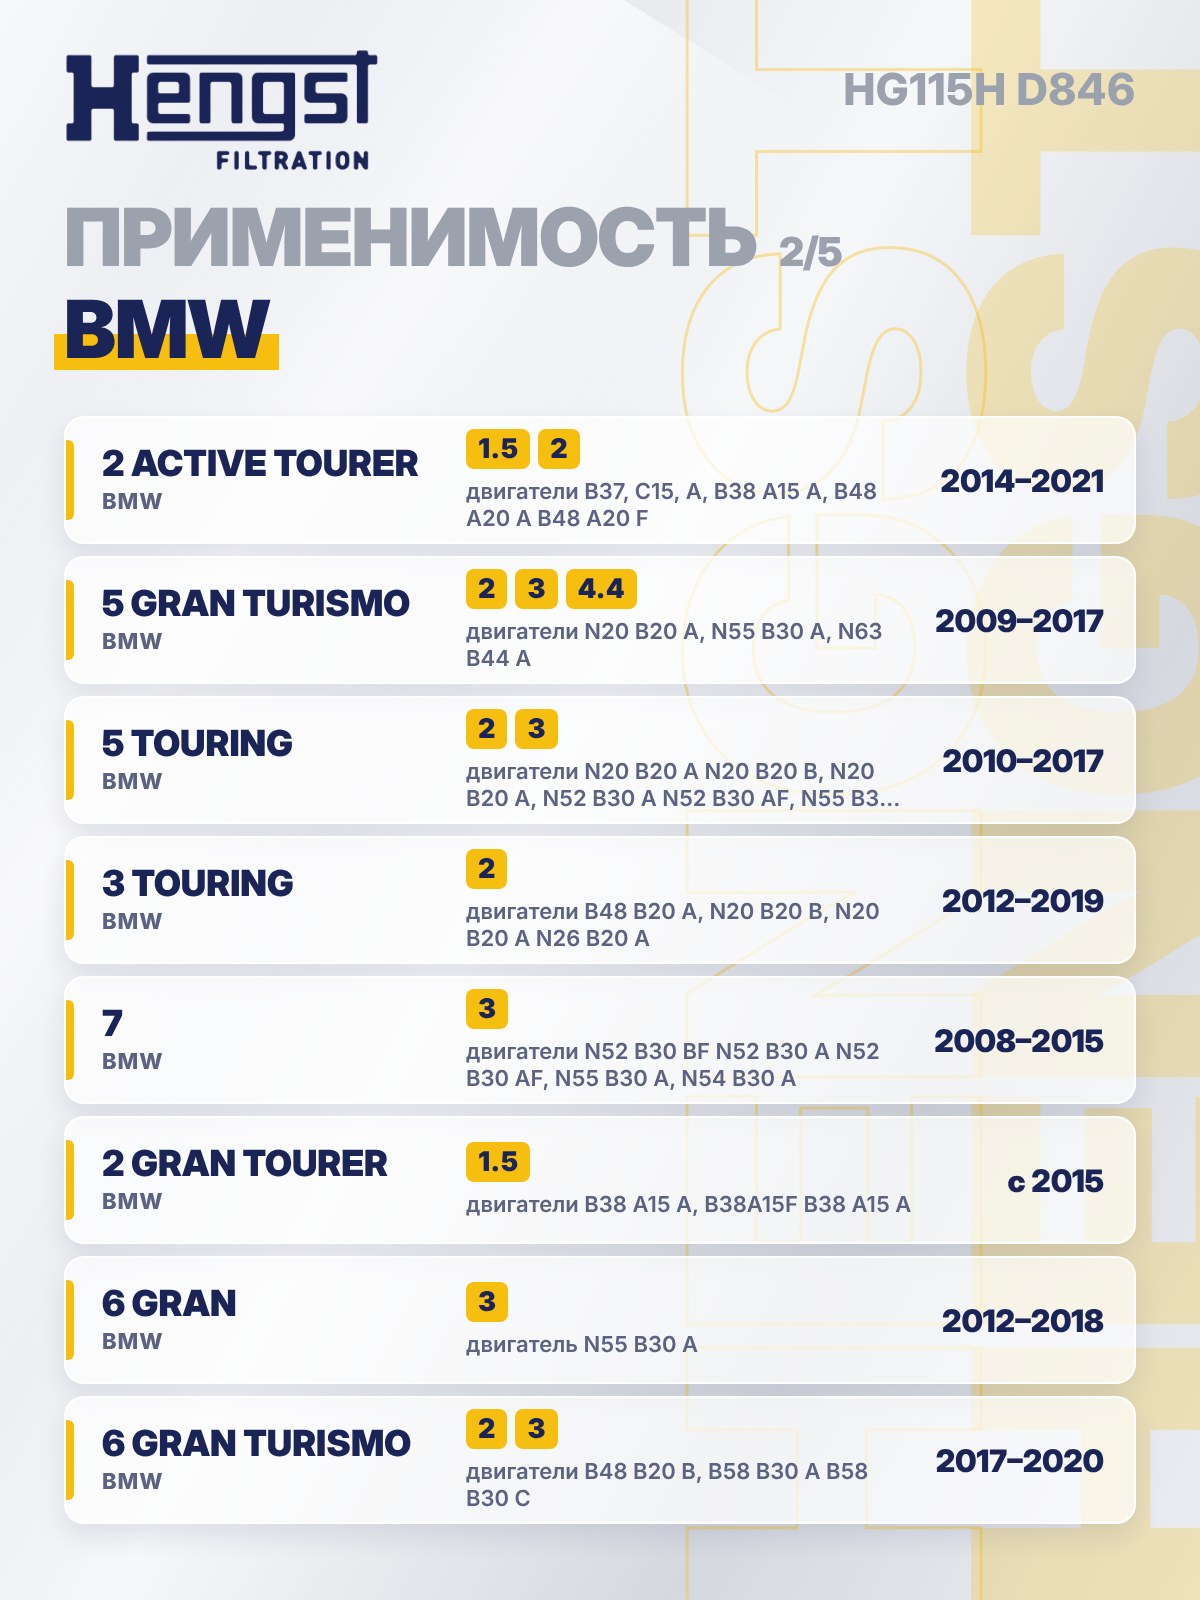 Hengst
FILTRATION
HG115H D846
ПРИМЕНИМОСТЬ 2/5
BMW
2 ACTIVE TOURER
BMW
1.5 2
двигатели B37, C15, A, B38 A15 A, B48
A20 A B48 A20 F
2014–2021
5 GRAN TURISMO
BMW
2 3 4.4
двигатели N20 B20 A, N55 B30 A, N63
B44 A
2009–2017
5 TOURING
BMW
2 3
двигатели N20 B20 A N20 B20 B, N20
B20 A, N52 B30 A N52 B30 AF, N55 B3...
2010–2017
3 TOURING
BMW
2
двигатели B48 B20 A, N20 B20 B, N20
B20 A N26 B20 A
2012–2019
7
BMW
3
двигатели N52 B30 BF N52 B30 A N52
B30 AF, N55 B30 A, N54 B30 A
2008–2015
2 GRAN TOURER
BMW
1.5
двигатели B38 A15 A, B38A15F B38 A15 A
с 2015
6 GRAN
BMW
3
двигатель N55 B30 A
2012–2018
6 GRAN TURISMO
BMW
2 3
двигатели B48 B20 B, B58 B30 A B58
B30 C
2017–2020
HENGST
HENGST